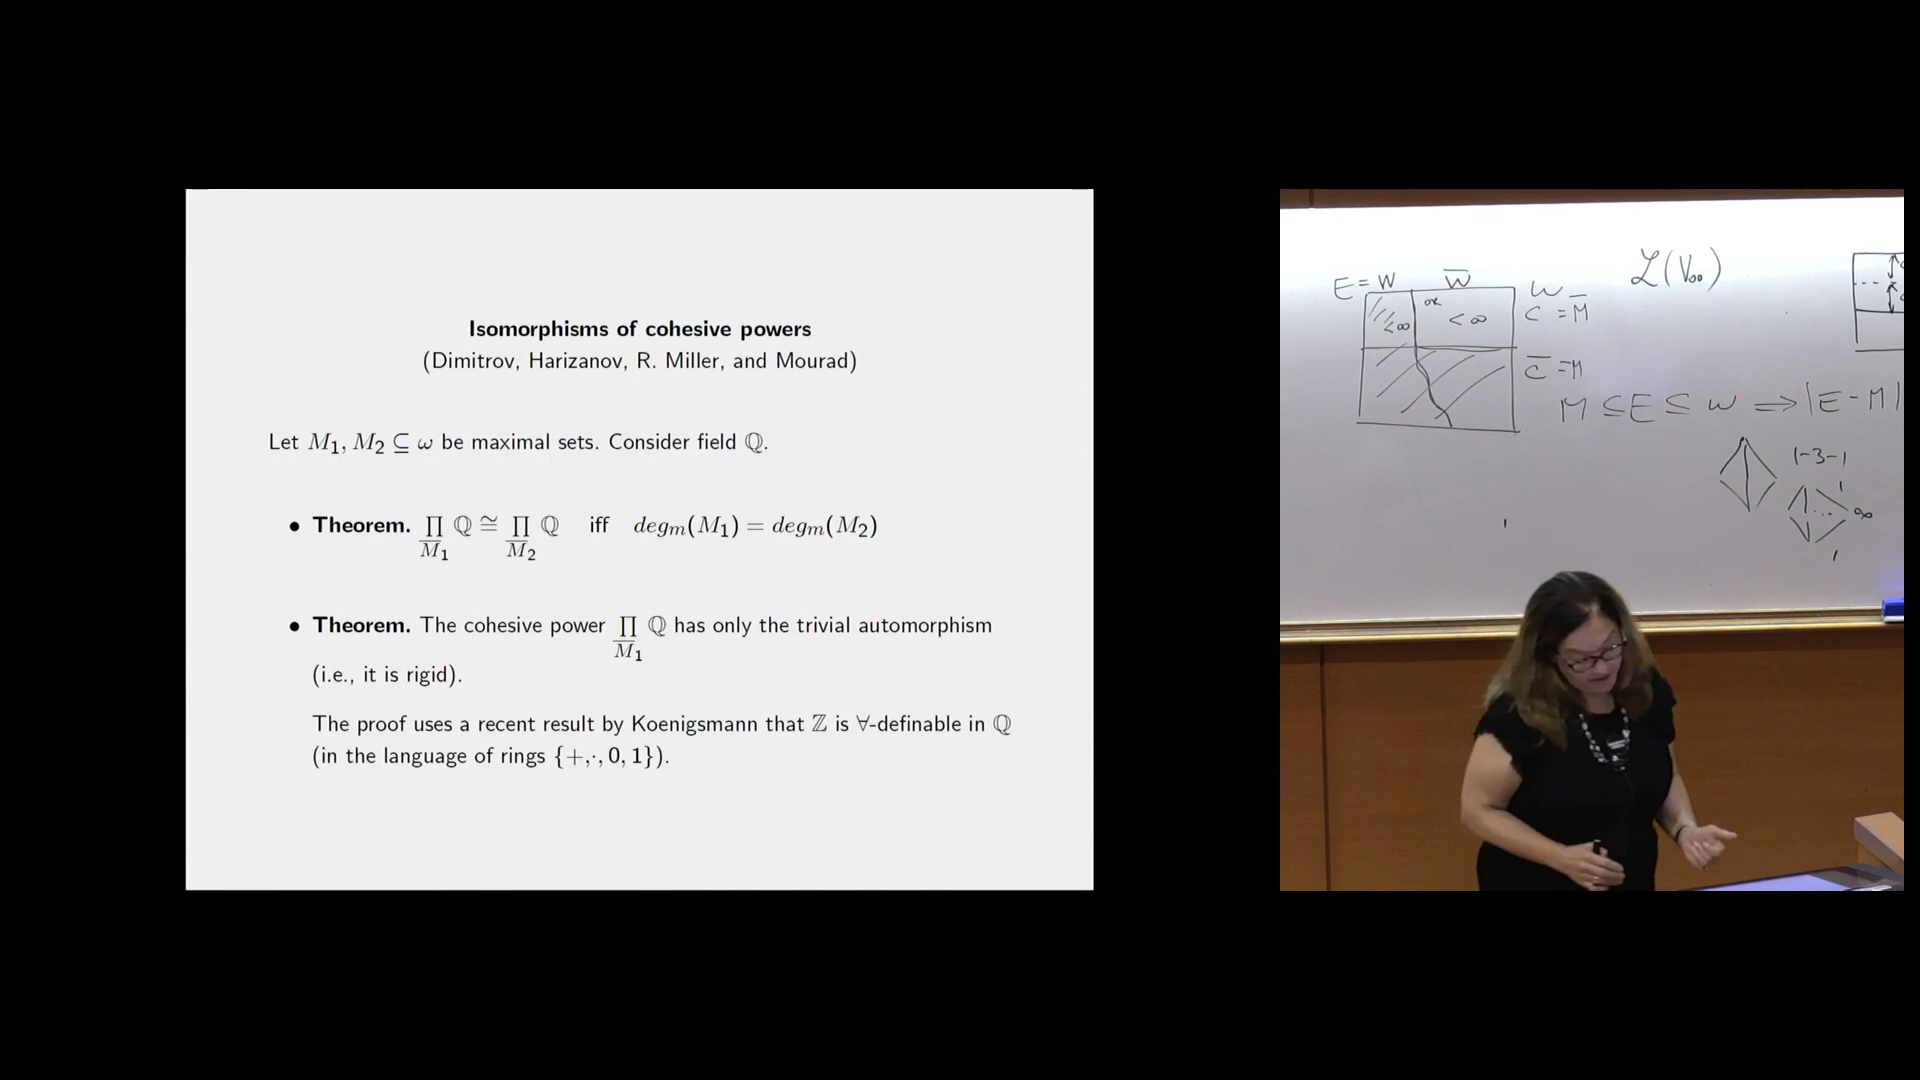 Isomorphisms of cohesive powers
(Dimitrov, Harizanov, R. Miller, and Mourad)
Let M₁, M₂ ⊆ ω be maximal sets. Consider field ℚ.
• Theorem. ∏_{M̅₁} ℚ ≅ ∏_{M̅₂} ℚ iff deg_m(M₁) = deg_m(M₂)
• Theorem. The cohesive power ∏_{M̅₁} ℚ has only the trivial automorphism
(i.e., it is rigid).
The proof uses a recent result by Koenigsmann that ℤ is ∀-definable in ℚ
(in the language of rings {+,·, 0, 1}).
E = W W̅ ω
<∞ or <∞ C = M̅
C̅ = M
M ⊆ E ⊆ ω ⟹ |E - M|
ℒ(V∞)
1-3-1
1
... ∞
1